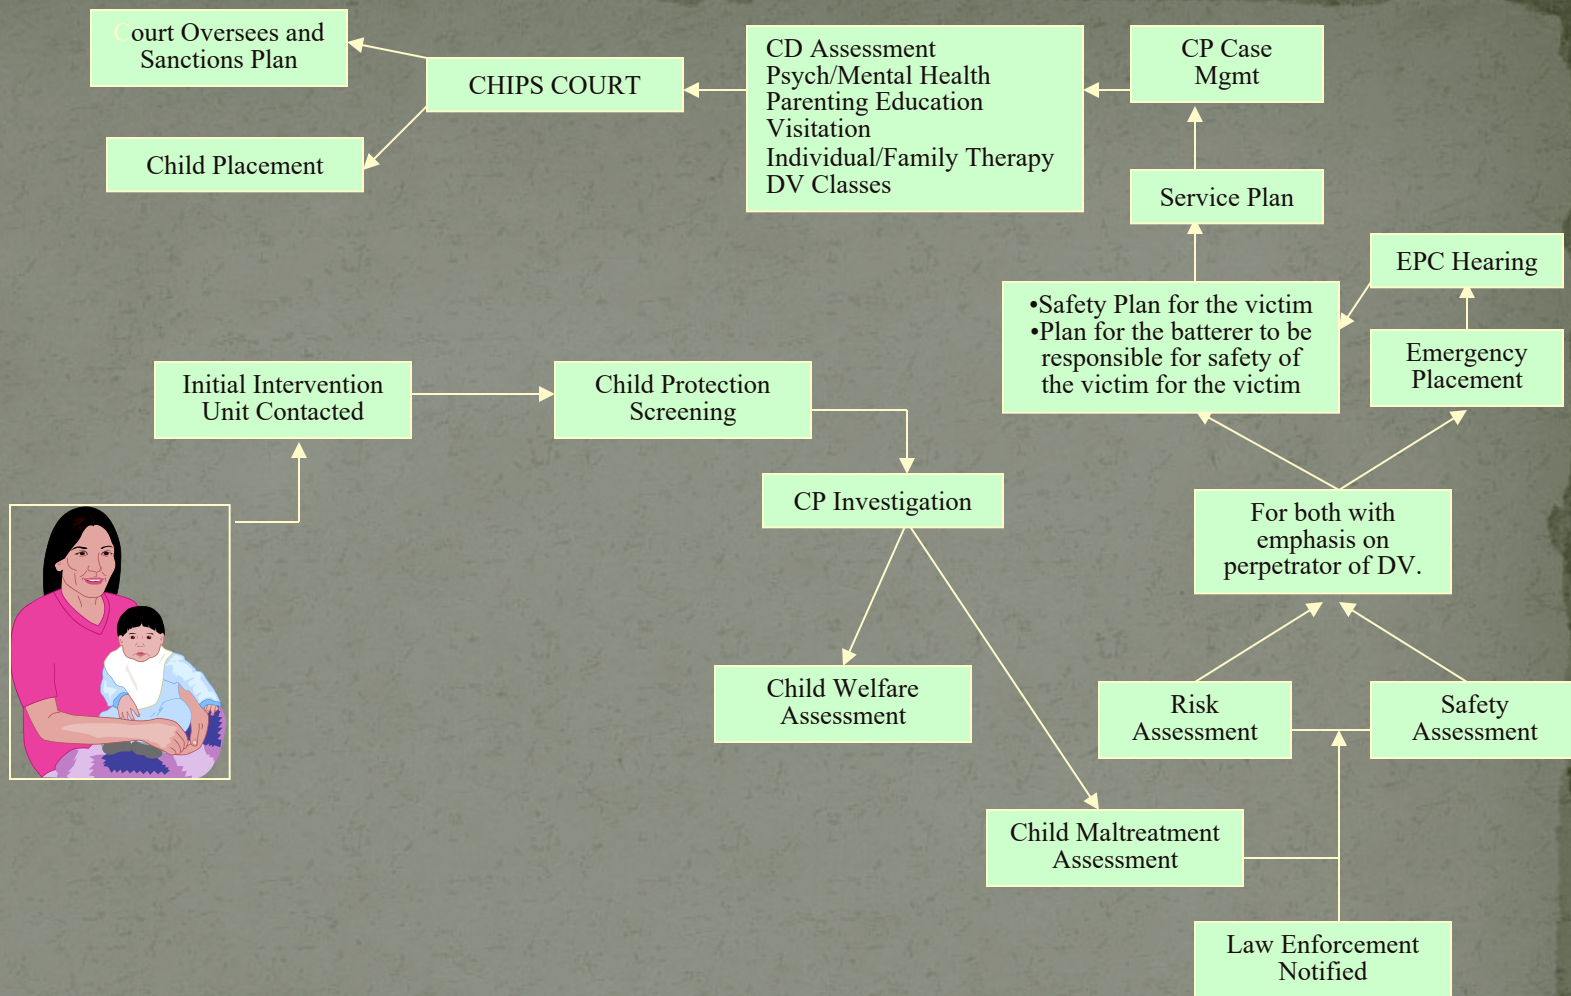 Court Oversees and
Sanctions Plan
CHIPS COURT
Child Placement
CD Assessment
Psych/Mental Health
Parenting Education
Visitation
Individual/Family Therapy
DV Classes
CP Case
Mgmt
Service Plan
EPC Hearing
•Safety Plan for the victim
•Plan for the batterer to be
responsible for safety of
the victim for the victim
Emergency
Placement
Initial Intervention
Unit Contacted
Child Protection
Screening
CP Investigation
For both with
emphasis on
perpetrator of DV.
Child Welfare
Assessment
Risk
Assessment
Safety
Assessment
Child Maltreatment
Assessment
Law Enforcement
Notified